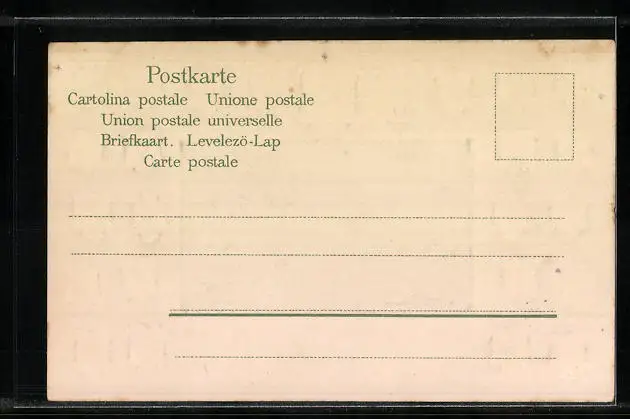 Postkarte
Cartolina postale Unione postale
Union postale universelle
Briefkaart. Levelezö-Lap
Carte postale